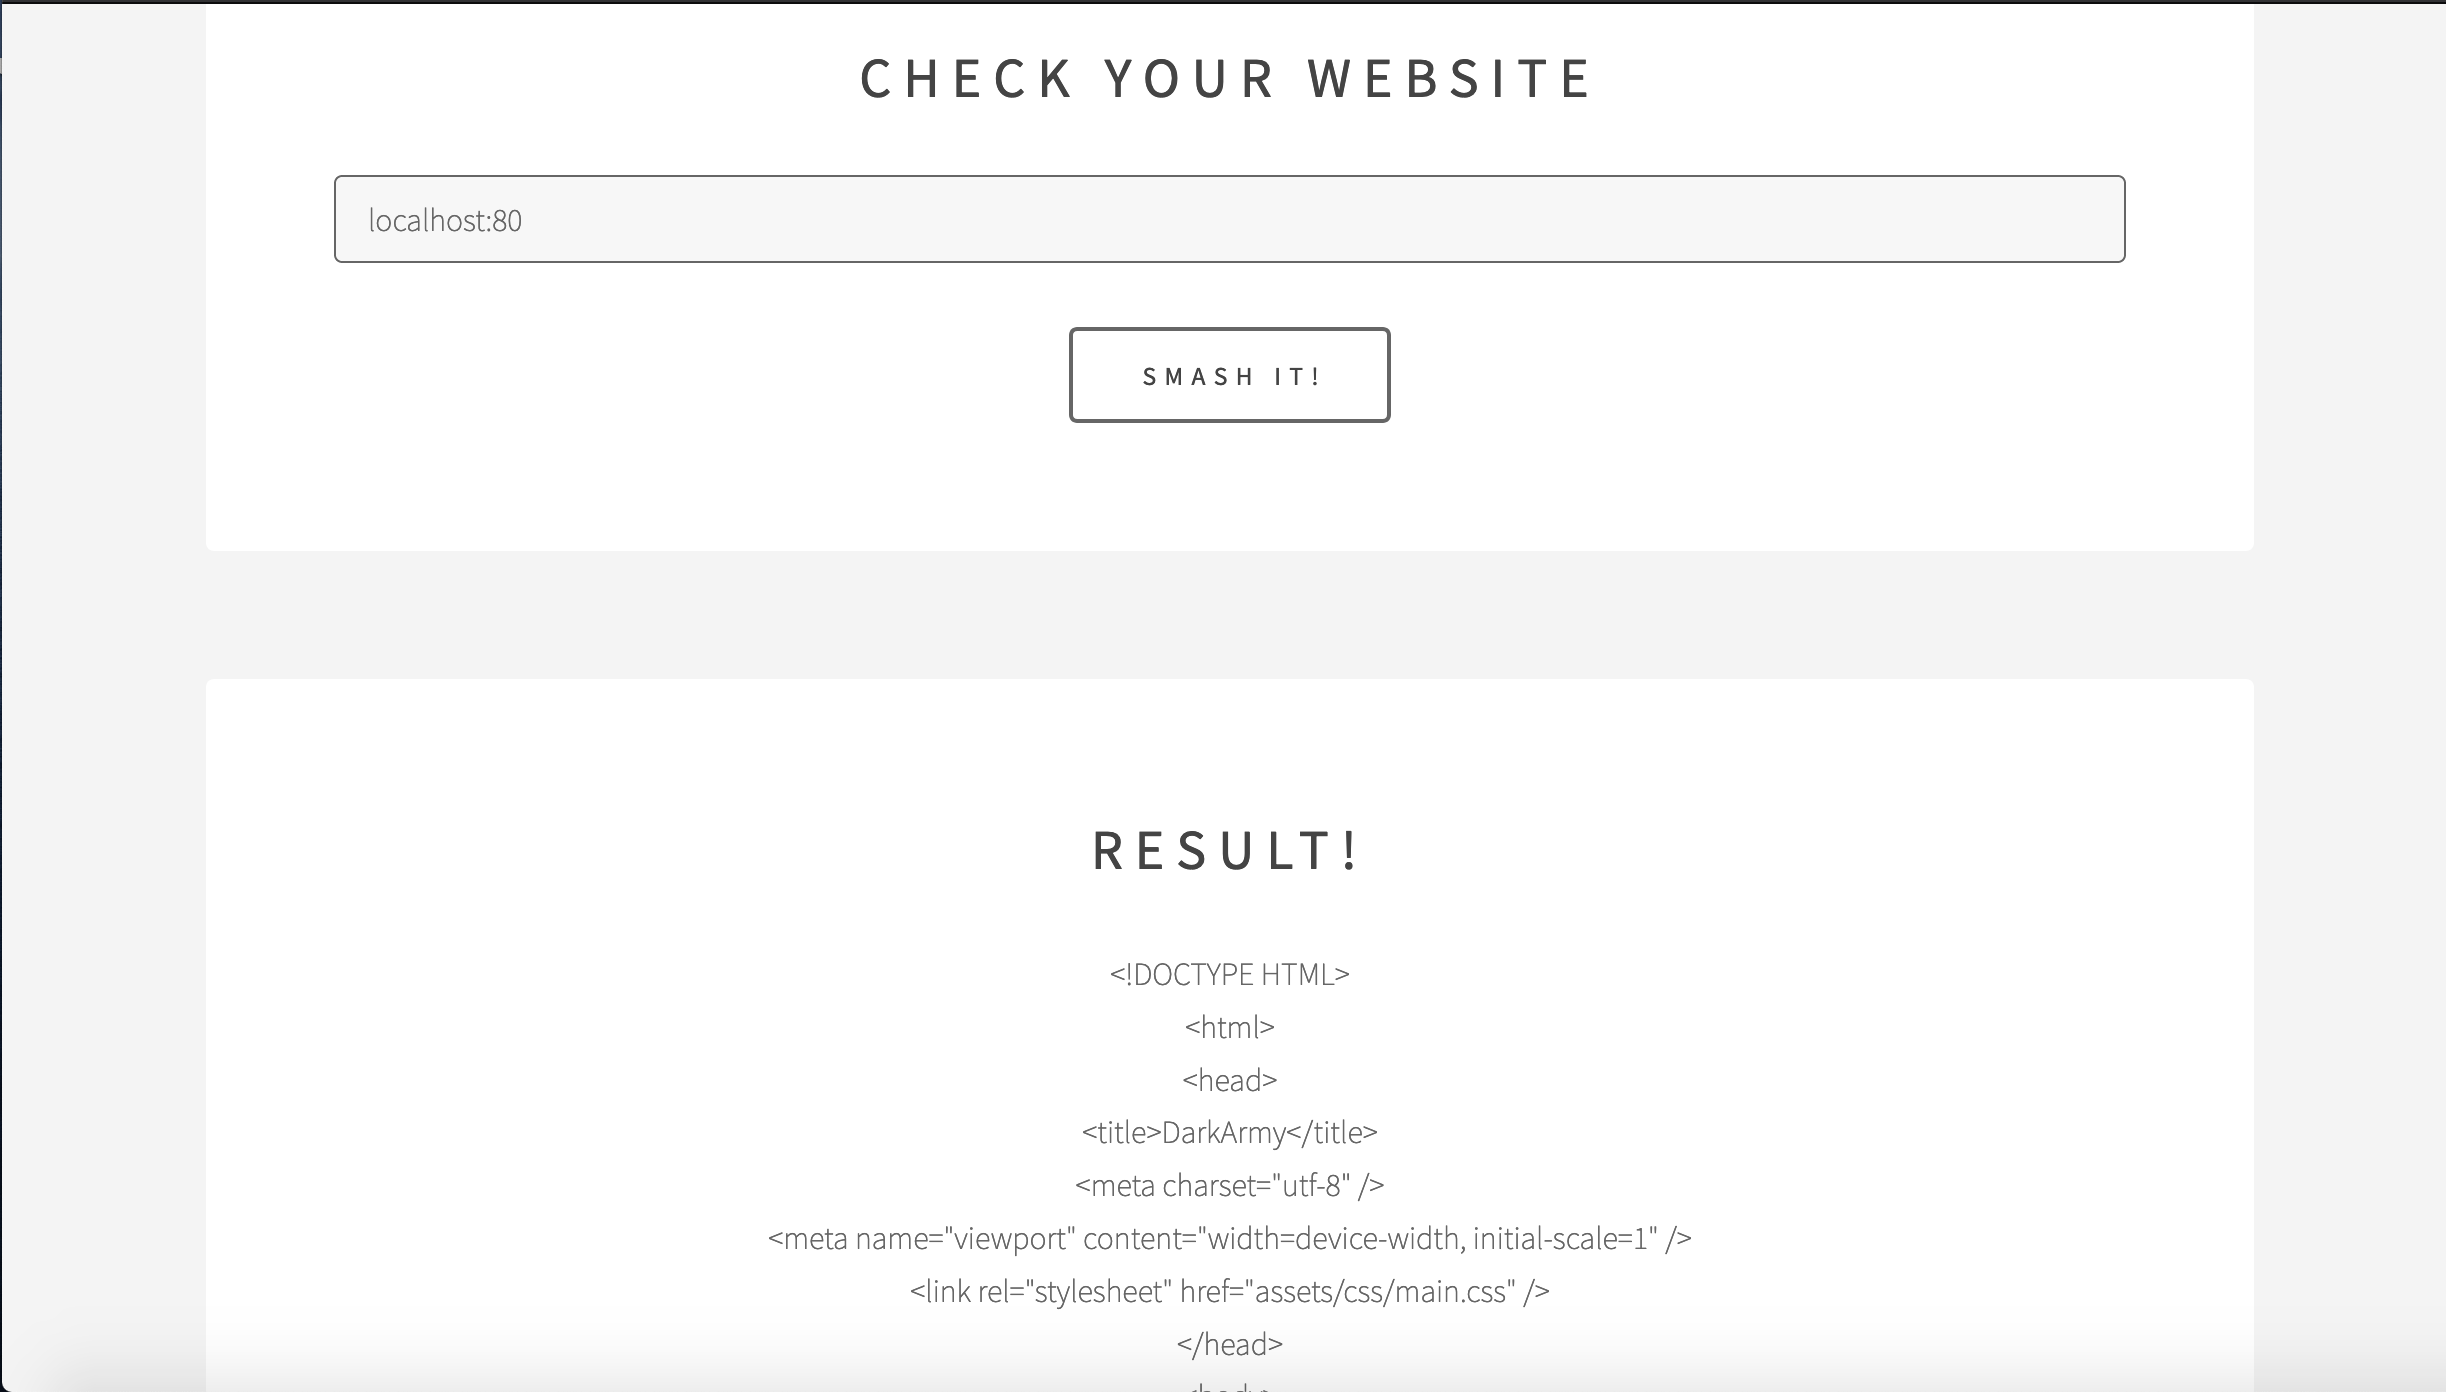 CHECK YOUR WEBSITE
localhost:80
SMASH IT!
RESULT!
<!DOCTYPE HTML>
<html>
<head>
<title>DarkArmy</title>
<meta charset="utf-8" />
<meta name="viewport" content="width=device-width, initial-scale=1" />
<link rel="stylesheet" href="assets/css/main.css" />
</head>